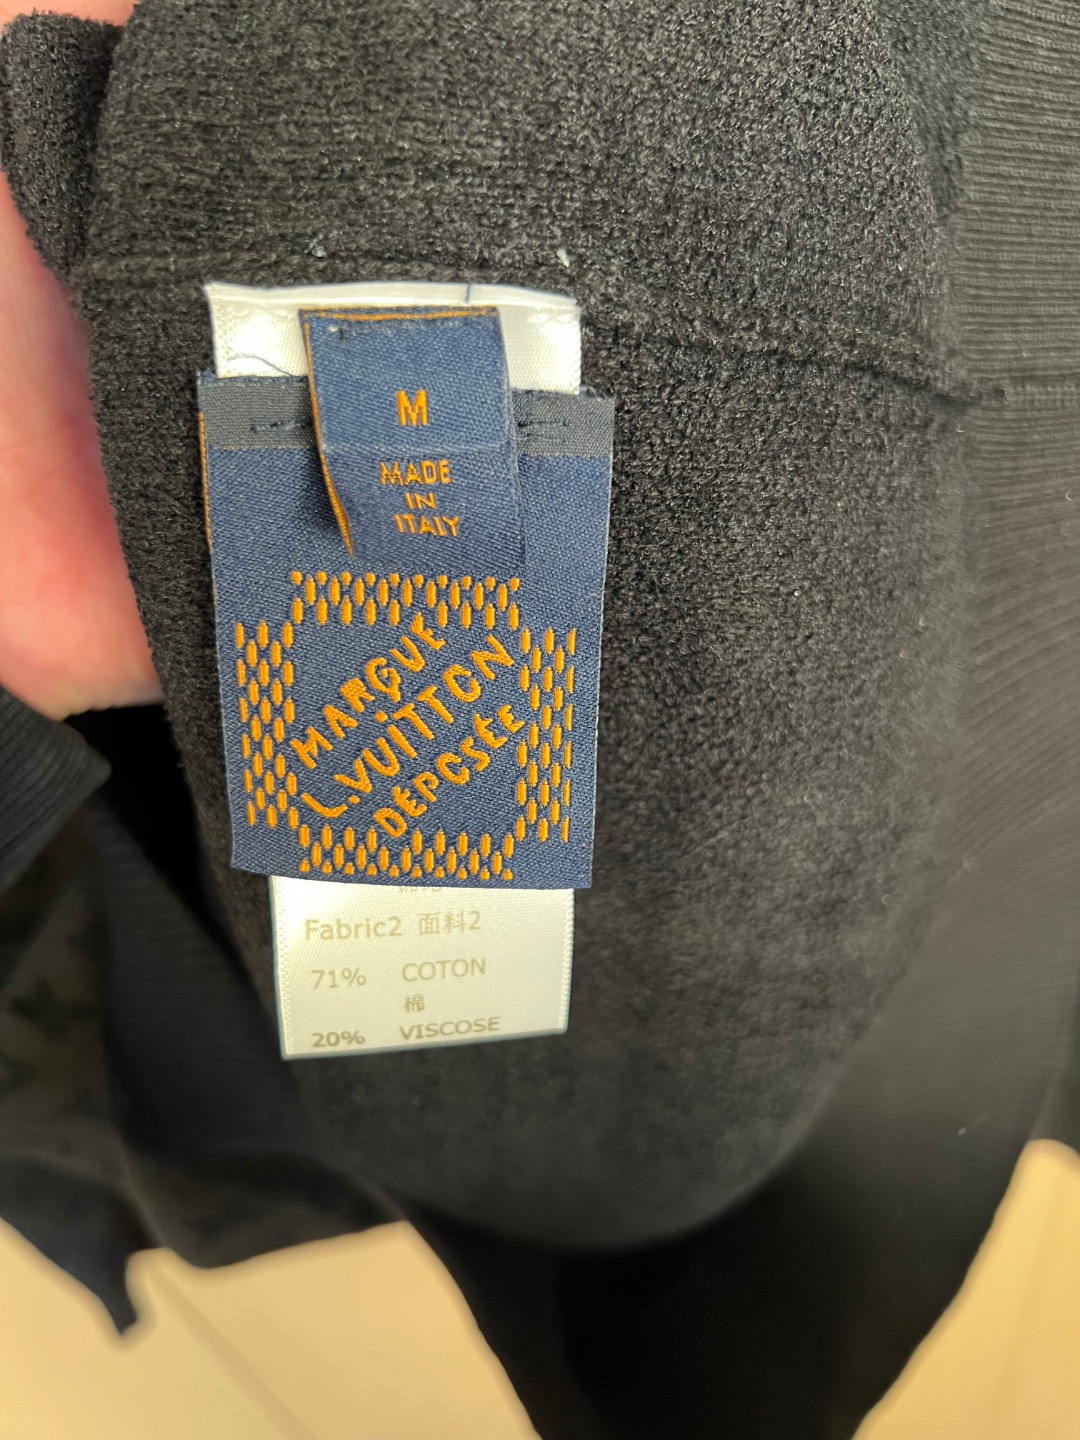 M
MADE
IN
ITALY
MARQUE
L.VUITTON
DÉPOSÉE
Fabric2 面料2
71% COTON
棉
20% VISCOSE